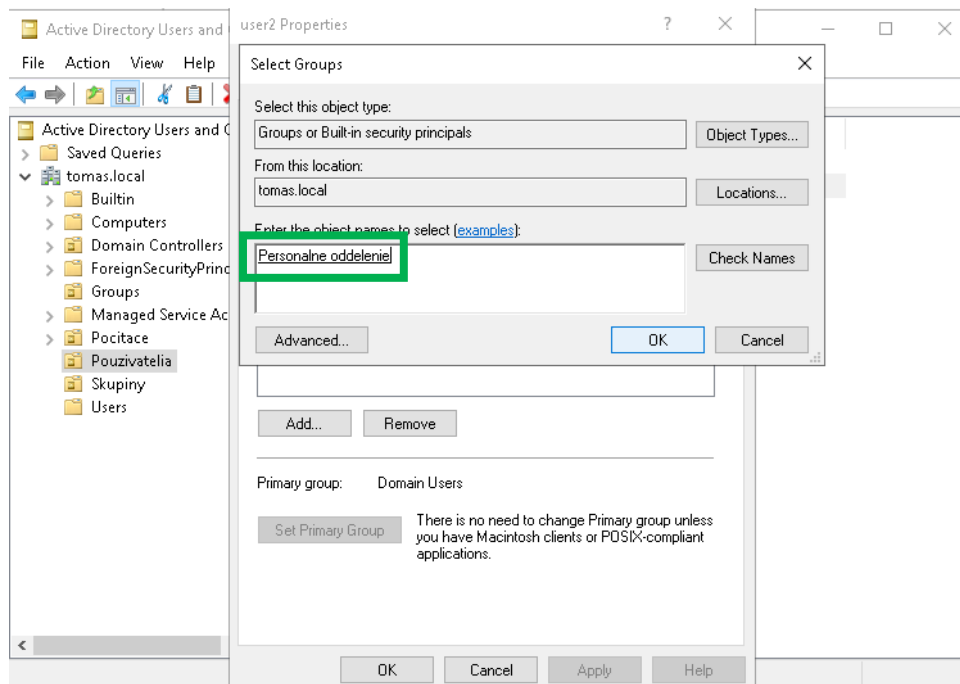 Active Directory Users and
user2 Properties
?
File Action View Help
Select Groups
Select this object type:
Groups or Built-in security principals
Object Types...
From this location:
tomas.local
Locations...
Enter the object names to select (examples):
Personalne oddelenie
Check Names
Advanced...
OK
Cancel
Active Directory Users and C
Saved Queries
tomas.local
Builtin
Computers
Domain Controllers
ForeignSecurityPrinc
Groups
Managed Service Ac
Pocitace
Pouzivatelia
Skupiny
Users
Add...
Remove
Primary group: Domain Users
Set Primary Group
There is no need to change Primary group unless
you have Macintosh clients or POSIX-compliant
applications.
OK
Cancel
Apply
Help